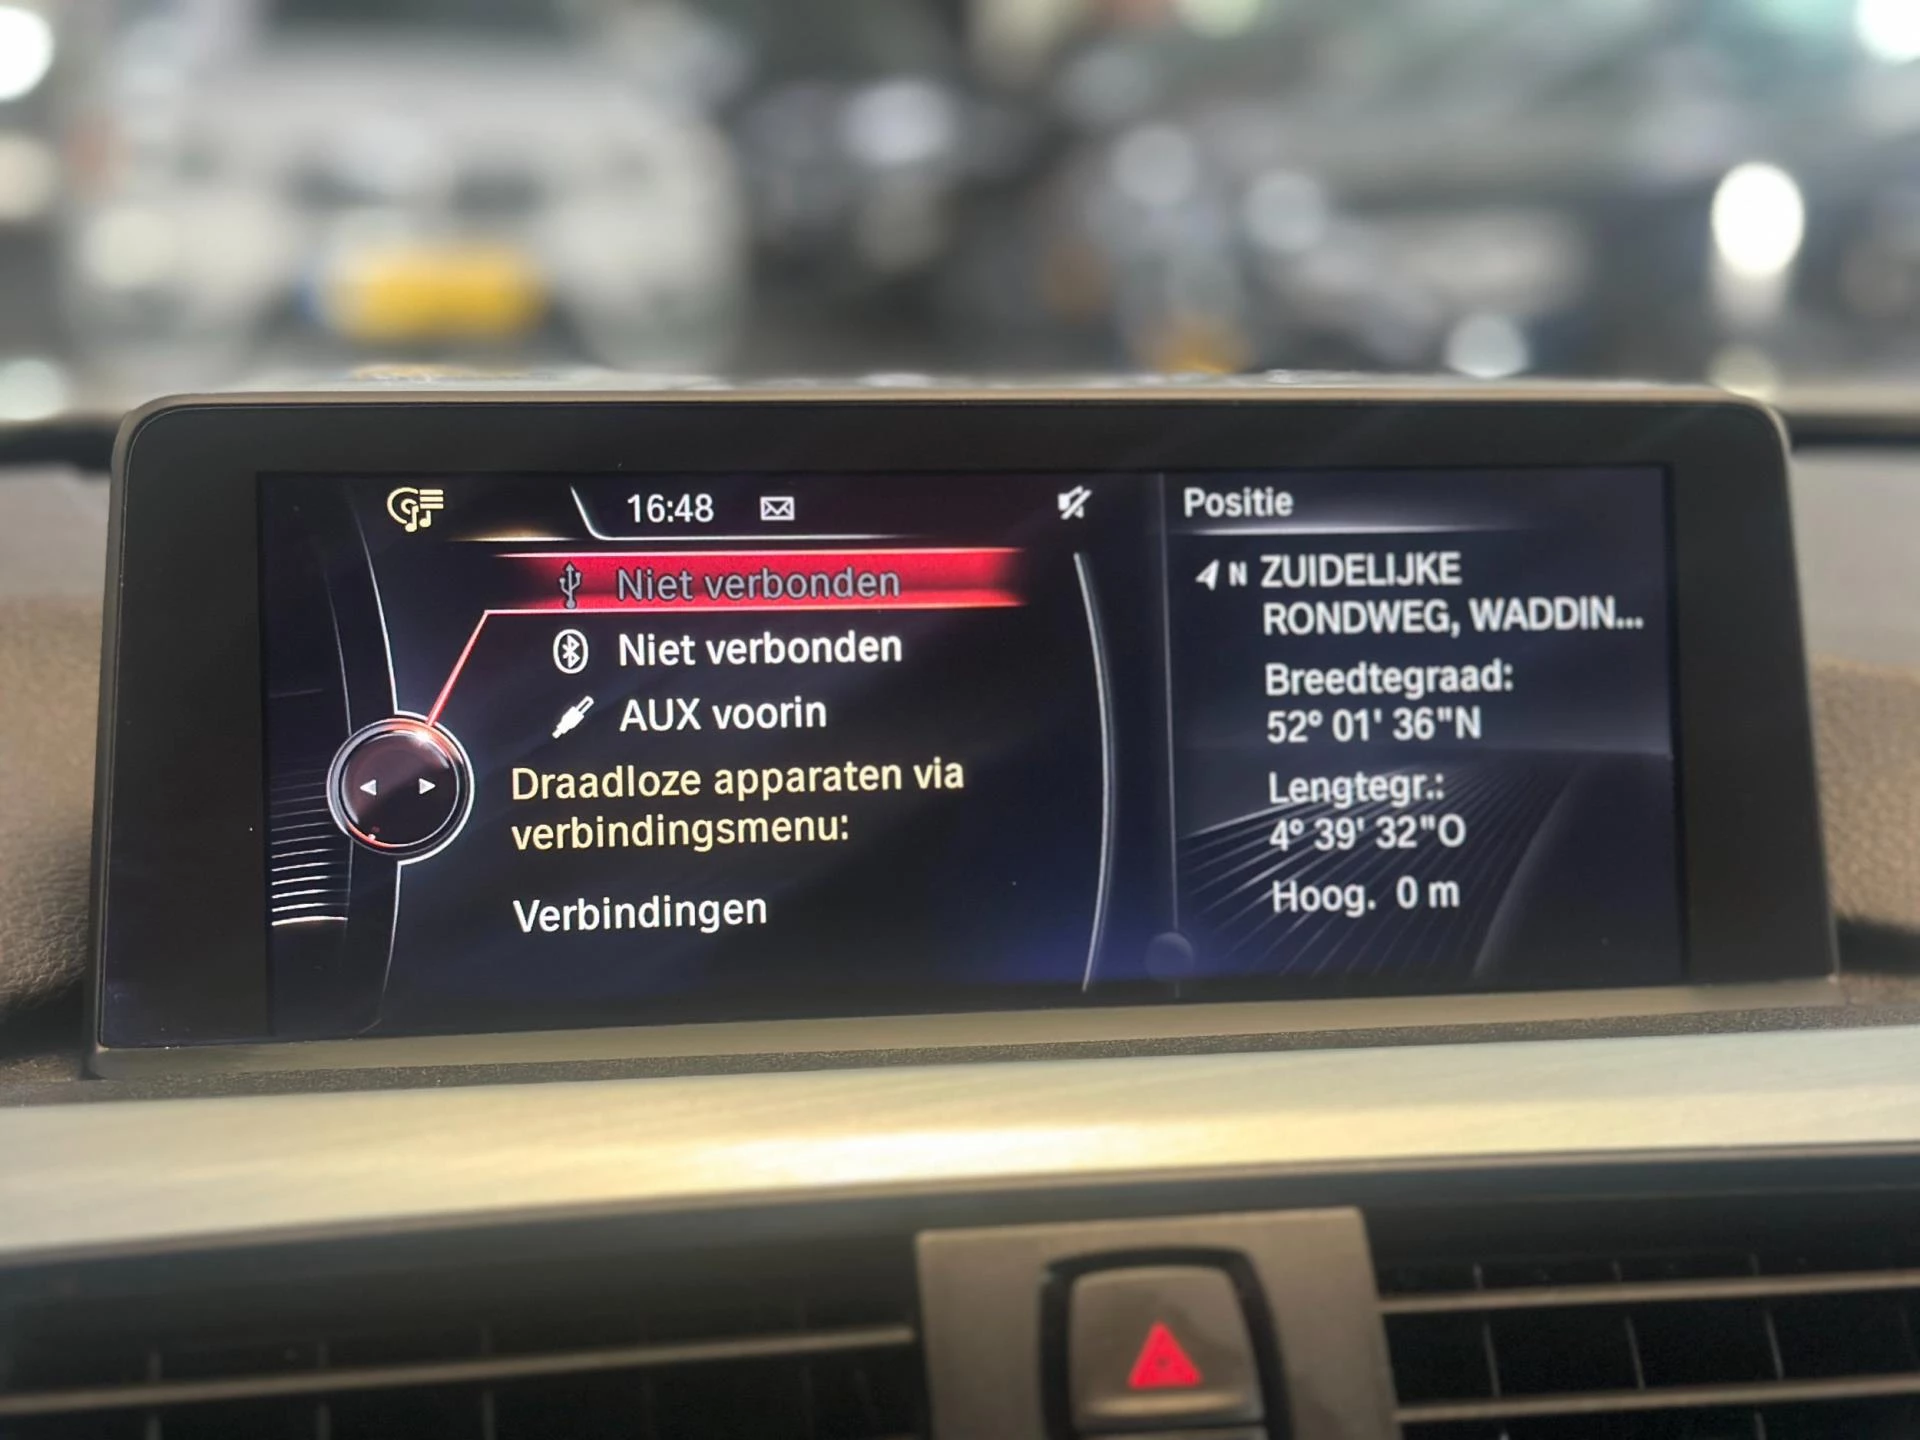 16:48
Niet verbonden
Niet verbonden
AUX voorin
Draadloze apparaten via
verbindingsmenu:
Verbindingen
Positie
N ZUIDELIJKE
RONDWEG, WADDIN...
Breedtegraad:
52° 01' 36"N
Lengtegr.:
4° 39' 32"O
Hoog. 0 m